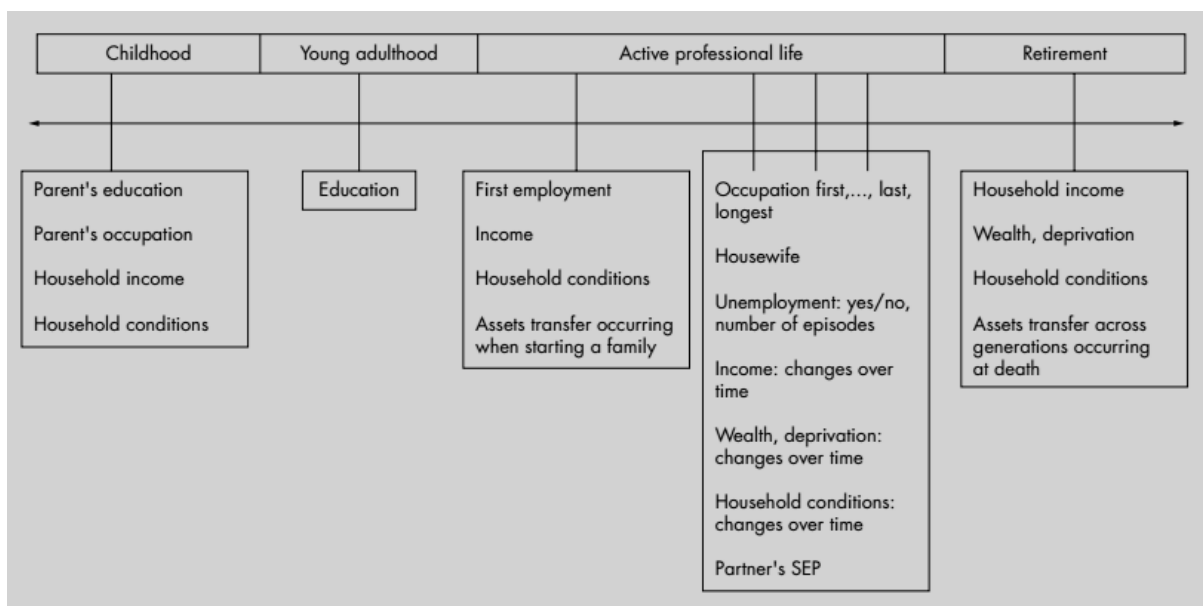 Childhood
Young adulthood
Active professional life
Retirement
Parent's education
Parent's occupation
Household income
Household conditions
Education
First employment
Income
Household conditions
Assets transfer occurring
when starting a family
Occupation first,..., last,
longest
Housewife
Unemployment: yes/no,
number of episodes
Income: changes over
time
Wealth, deprivation:
changes over time
Household conditions:
changes over time
Partner's SEP
Household income
Wealth, deprivation
Household conditions
Assets transfer across
generations occurring
at death